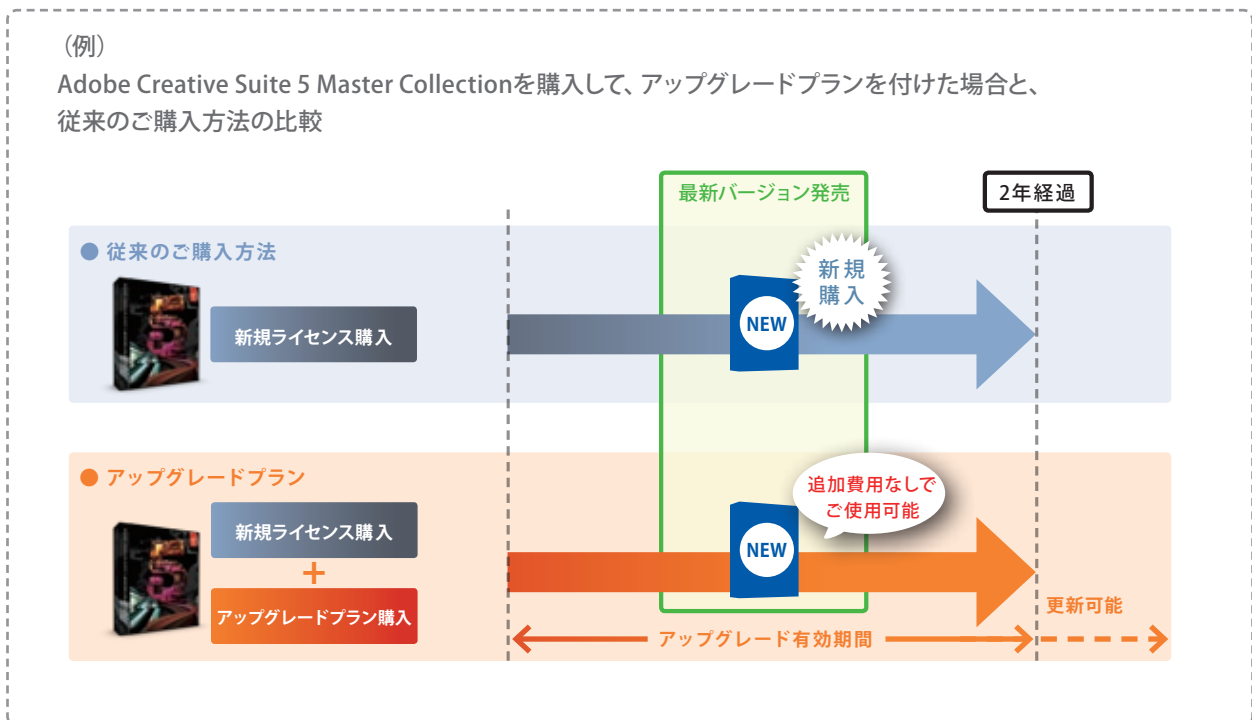 （例）
Adobe Creative Suite 5 Master Collectionを購入して、アップグレードプランを付けた場合と、
従来のご購入方法の比較
最新バージョン発売
2年経過
● 従来のご購入方法
新規ライセンス購入
新規
購入
NEW
● アップグレードプラン
新規ライセンス購入
+
アップグレードプラン購入
追加費用なしで
ご使用可能
NEW
更新可能
アップグレード有効期間